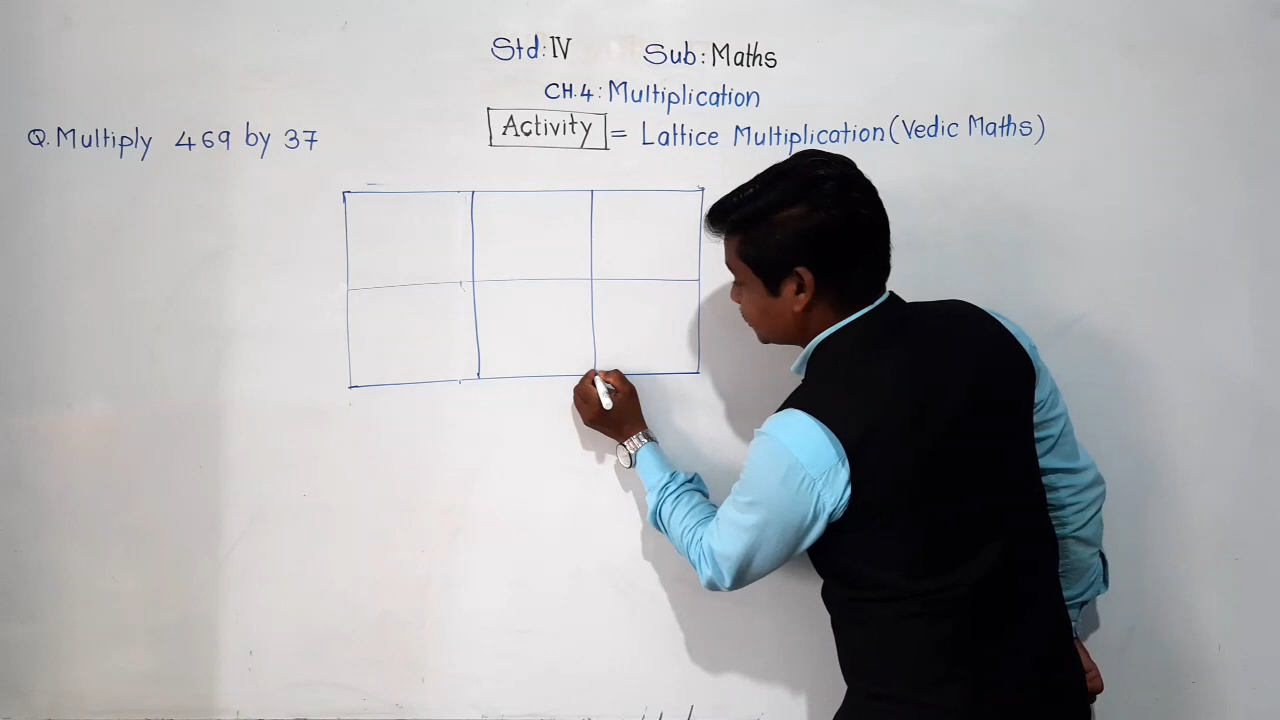 Std: IV Sub: Maths
CH.4: Multiplication
Activity = Lattice Multiplication (Vedic Maths)
Q. Multiply 469 by 37